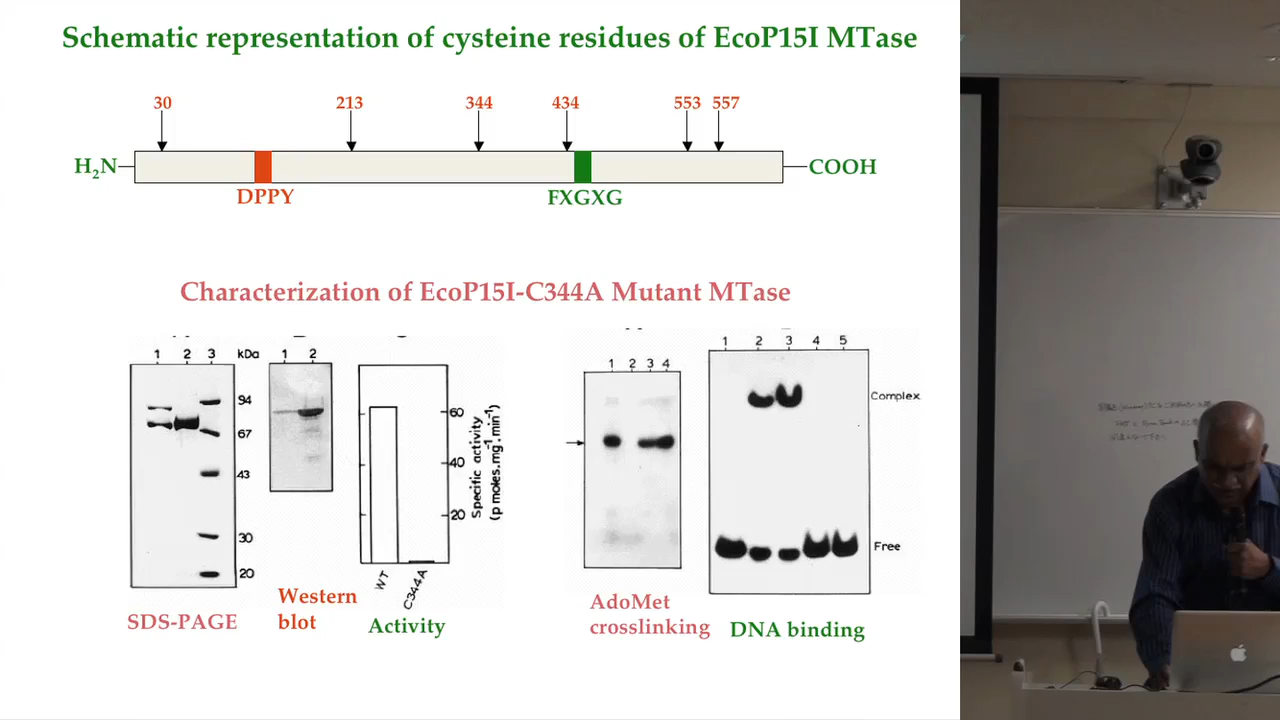 Schematic representation of cysteine residues of EcoP15I MTase
30 213 344 434 553 557
H₂N COOH
DPPY FXGXG
Characterization of EcoP15I-C344A Mutant MTase
1 2 3 kDa
94
67
43
30
20
SDS-PAGE
1 2
Western
blot
60
40
20
Specific activity
(p moles.mg⁻¹.min⁻¹)
WT C344A
Activity
1 2 3 4
AdoMet
crosslinking
1 2 3 4 5
Complex
Free
DNA binding